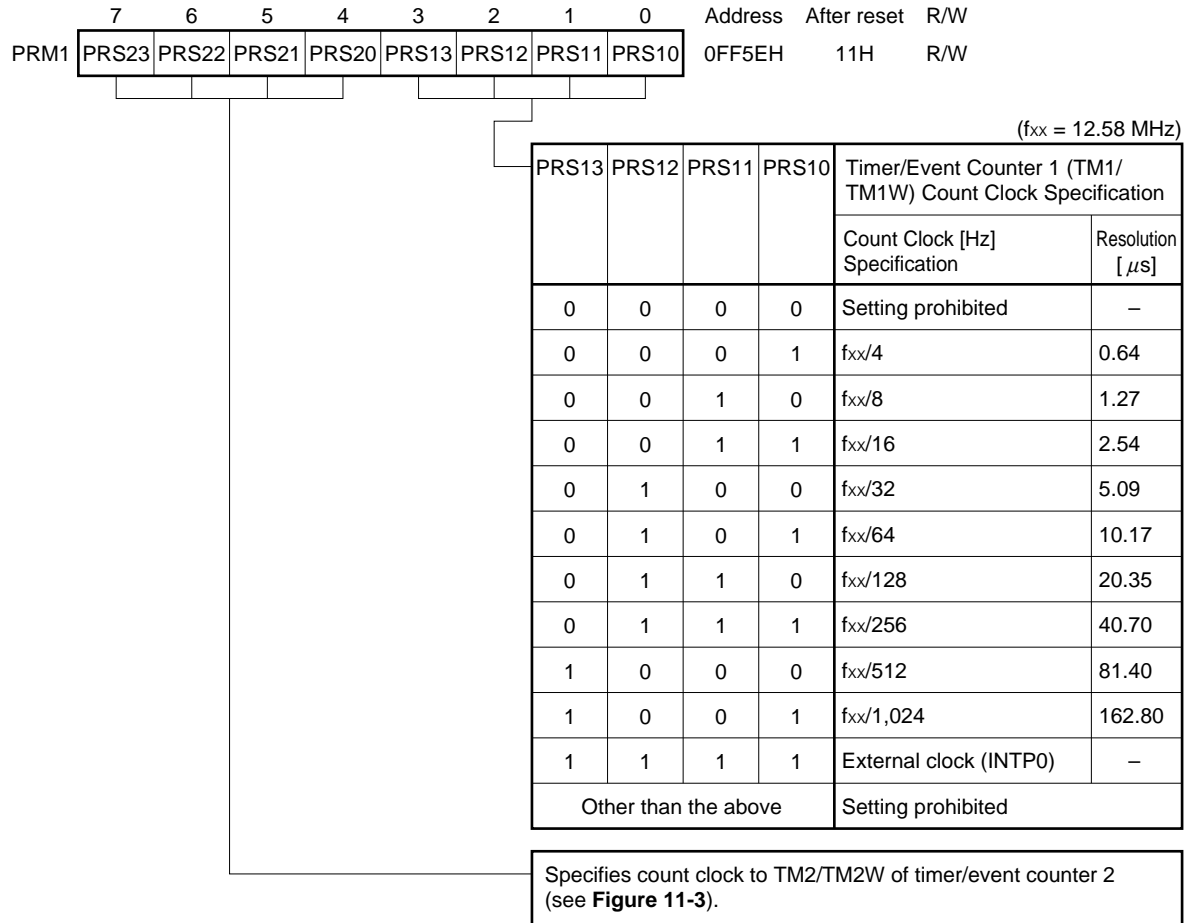 7 6 5 4 3 2 1 0 Address After reset R/W
PRM1 PRS23 PRS22 PRS21 PRS20 PRS13 PRS12 PRS11 PRS10 0FF5EH 11H R/W
(fxx = 12.58 MHz)
PRS13 PRS12 PRS11 PRS10 Timer/Event Counter 1 (TM1/
TM1W) Count Clock Specification
Count Clock [Hz] Resolution
Specification [μs]
0 0 0 0 Setting prohibited –
0 0 0 1 fxx/4 0.64
0 0 1 0 fxx/8 1.27
0 0 1 1 fxx/16 2.54
0 1 0 0 fxx/32 5.09
0 1 0 1 fxx/64 10.17
0 1 1 0 fxx/128 20.35
0 1 1 1 fxx/256 40.70
1 0 0 0 fxx/512 81.40
1 0 0 1 fxx/1,024 162.80
1 1 1 1 External clock (INTP0) –
Other than the above Setting prohibited
Specifies count clock to TM2/TM2W of timer/event counter 2
(see Figure 11-3).